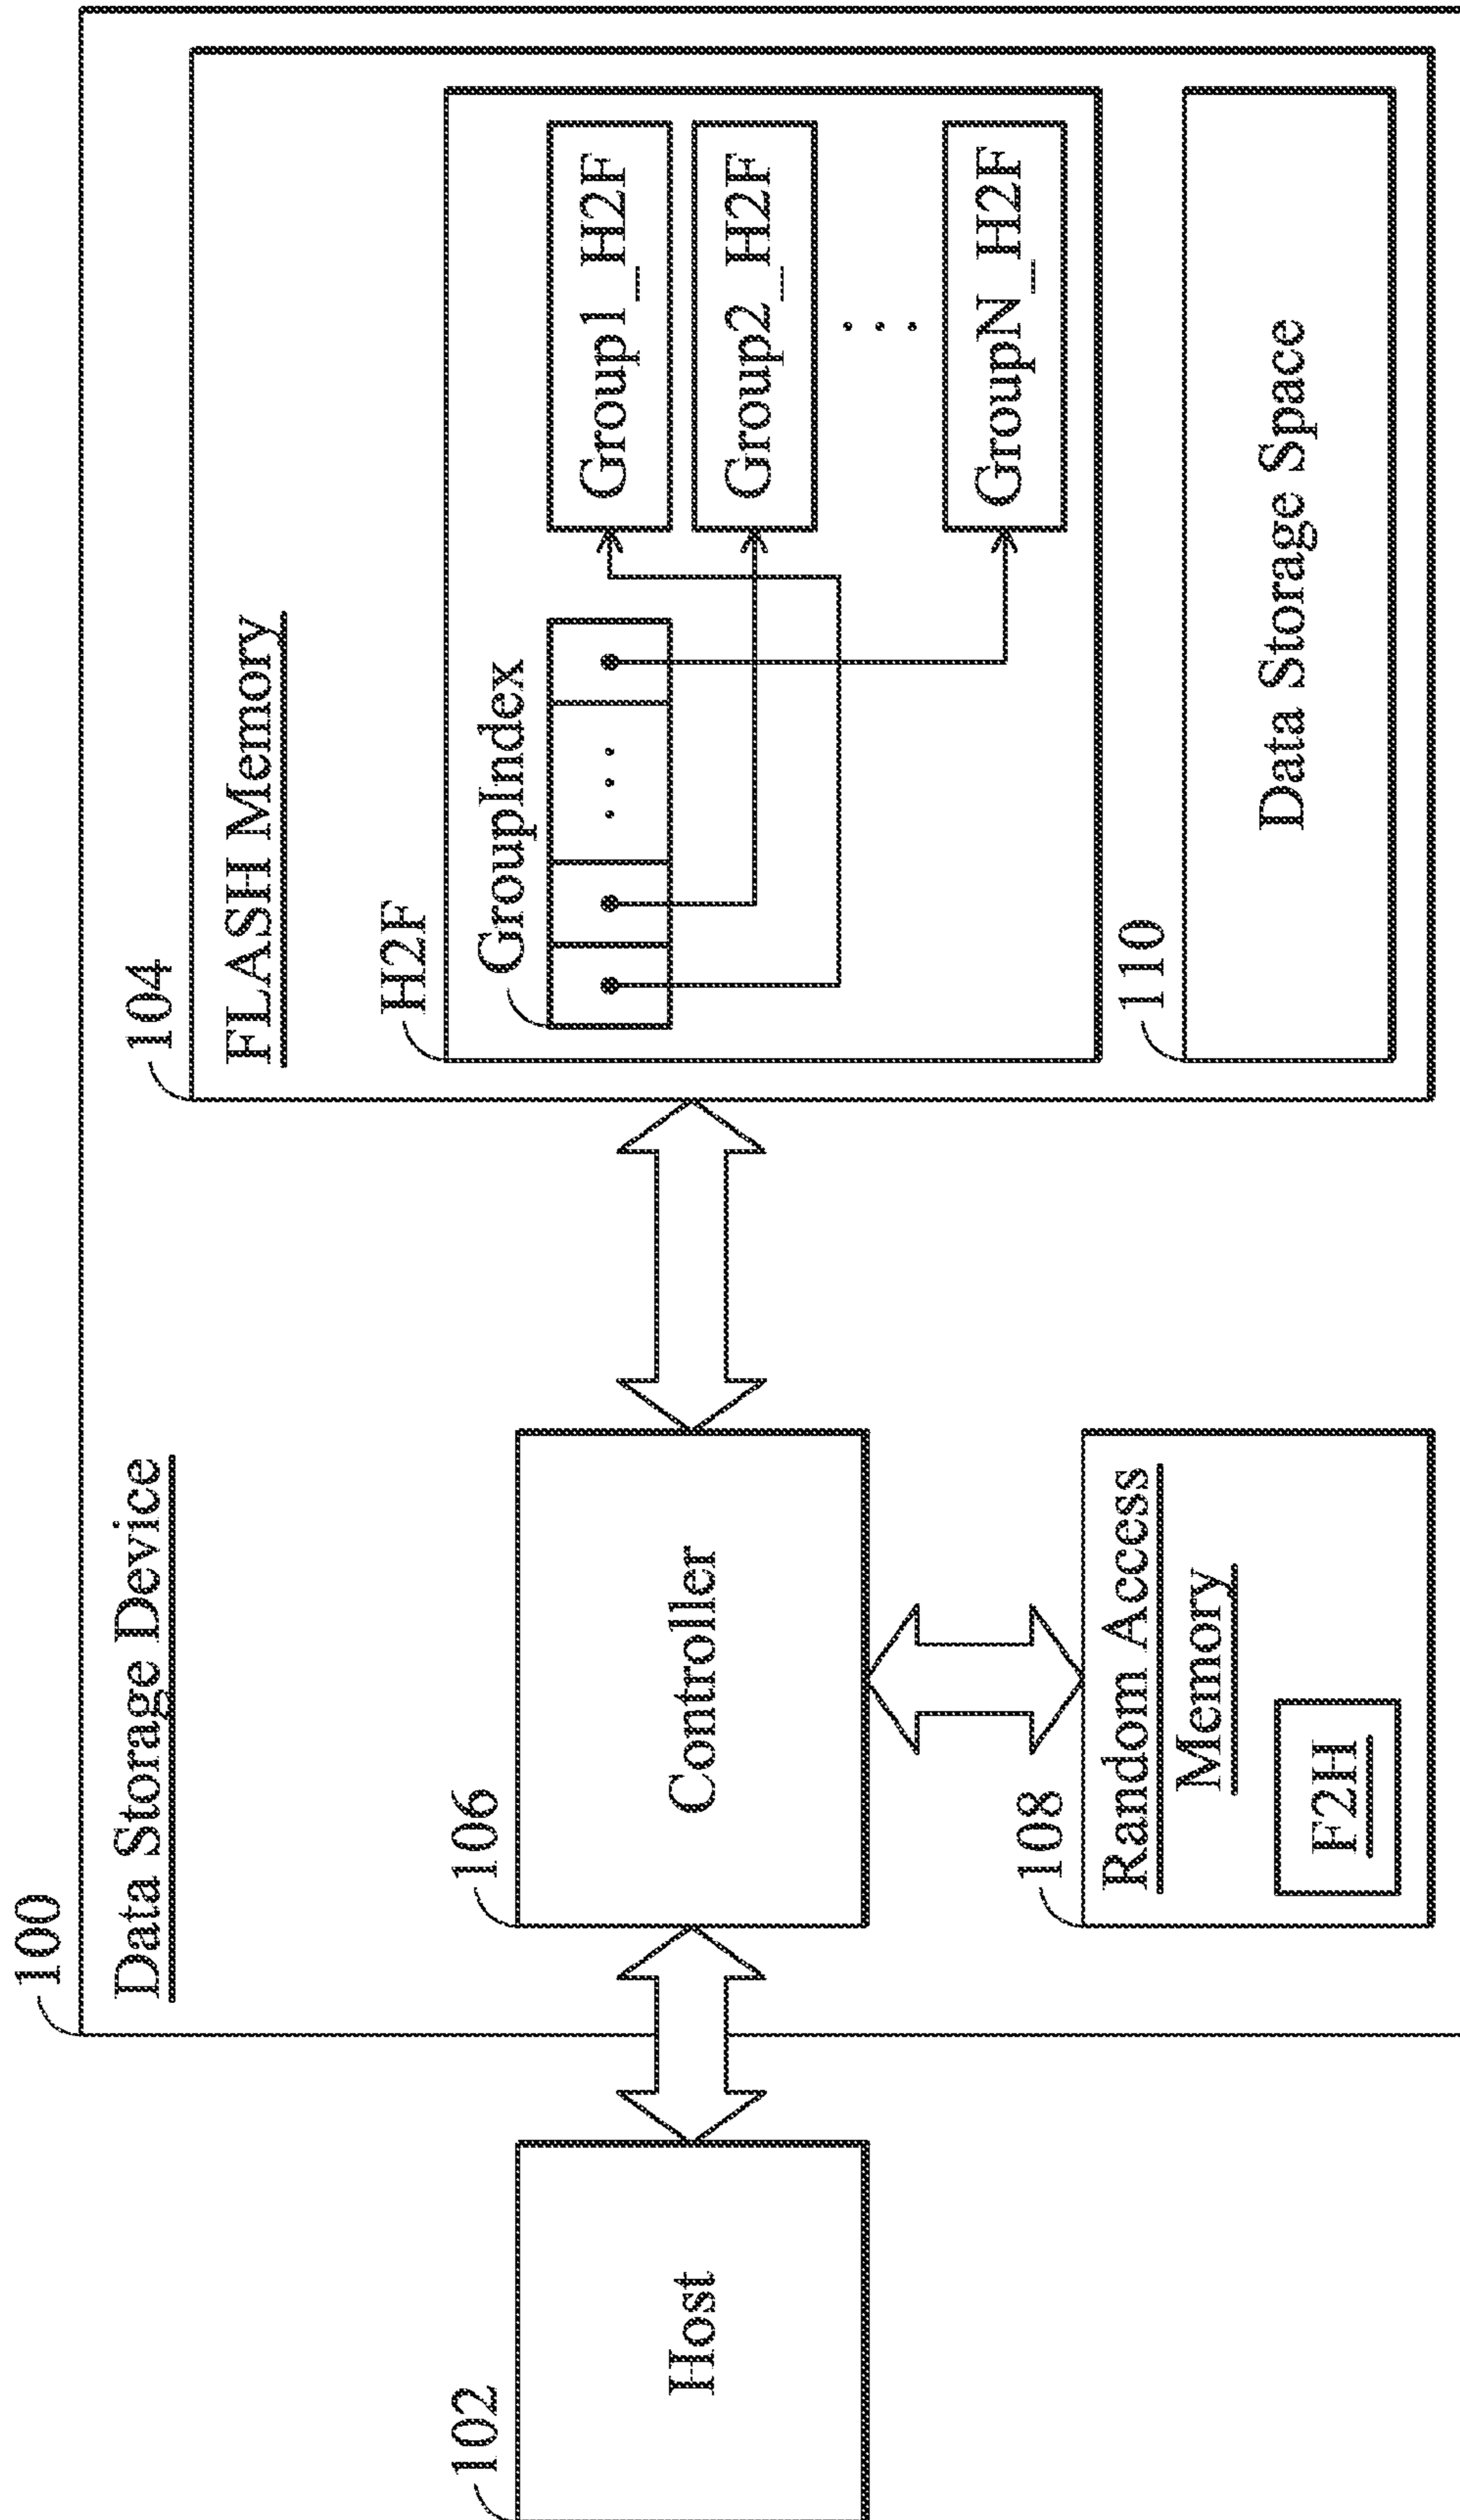 100
Data Storage Device
102
Host
106
Controller
108
Random Access
Memory
F2H
104
FLASH Memory
H2F
GroupIndex
. . .
Group1_H2F
Group2_H2F
. . .
GroupN_H2F
110
Data Storage Space